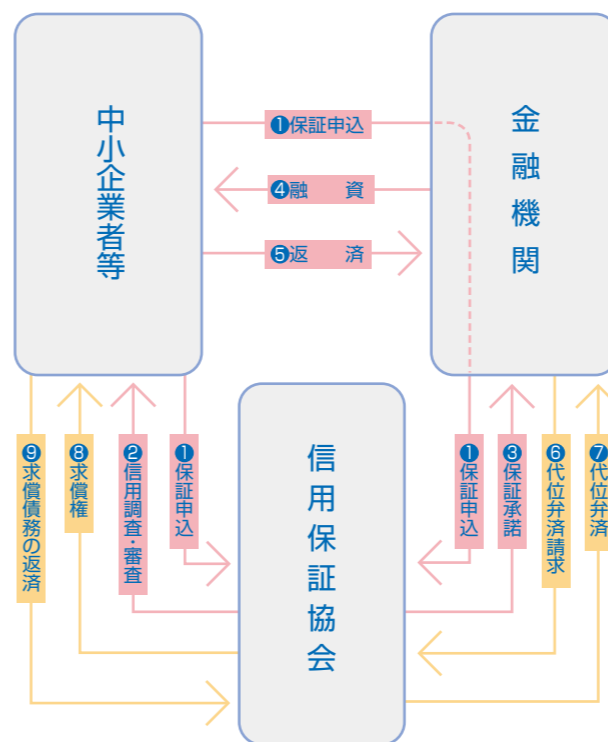 中小企業者等
金融機関
❶保証申込
❹融　資
❺返　済
信用保証協会
❾求償債務の返済
❽求償権
❷信用調査・審査
❶保証申込
❶保証申込
❸保証承諾
❻代位弁済請求
❼代位弁済